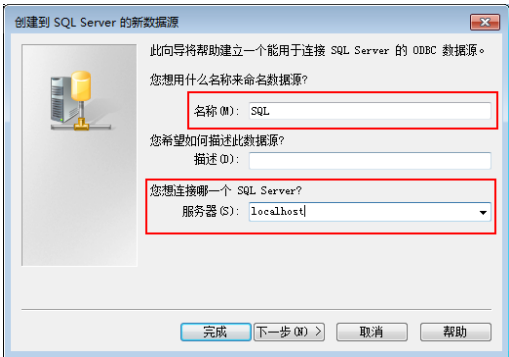 创建到 SQL Server 的新数据源
此向导将帮助建立一个能用于连接 SQL Server 的 ODBC 数据源。
您想用什么名称来命名数据源?
名称(M): SQL
您希望如何描述此数据源?
描述(D):
您想连接哪一个 SQL Server?
服务器(S): localhost
完成 下一步(N) > 取消 帮助